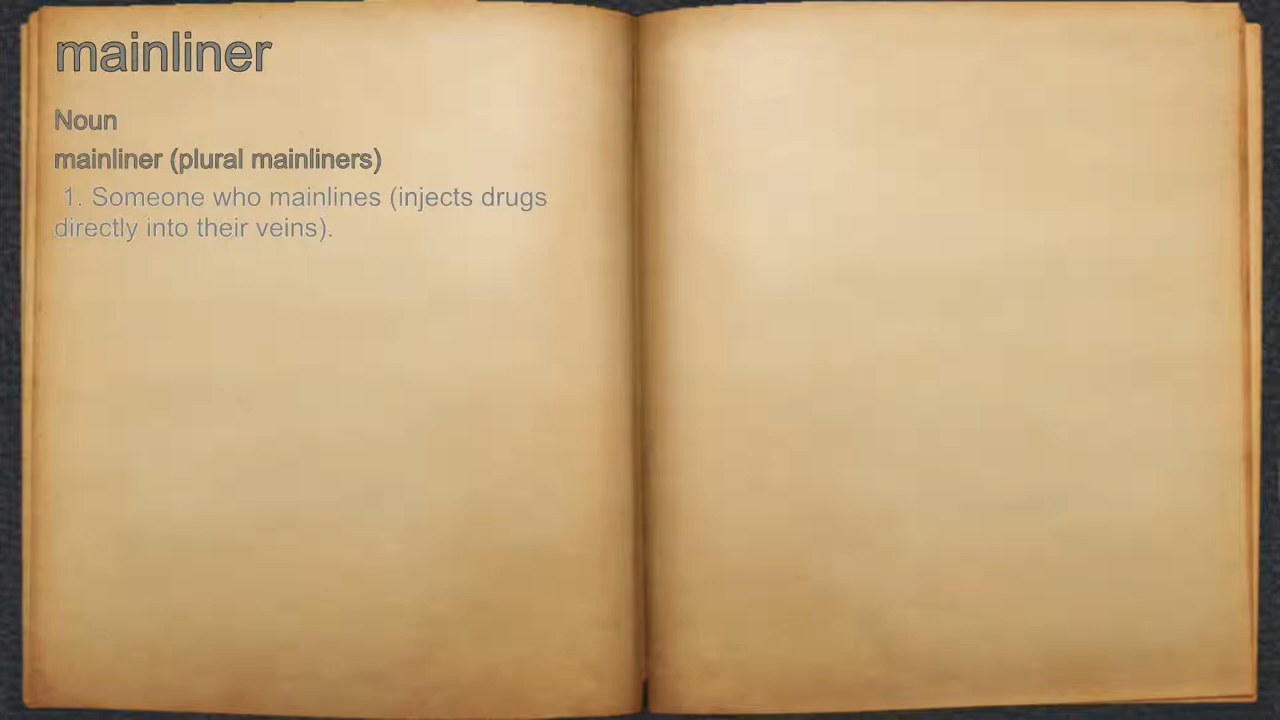 mainliner
Noun
mainliner (plural mainliners)
1. Someone who mainlines (injects drugs
directly into their veins).